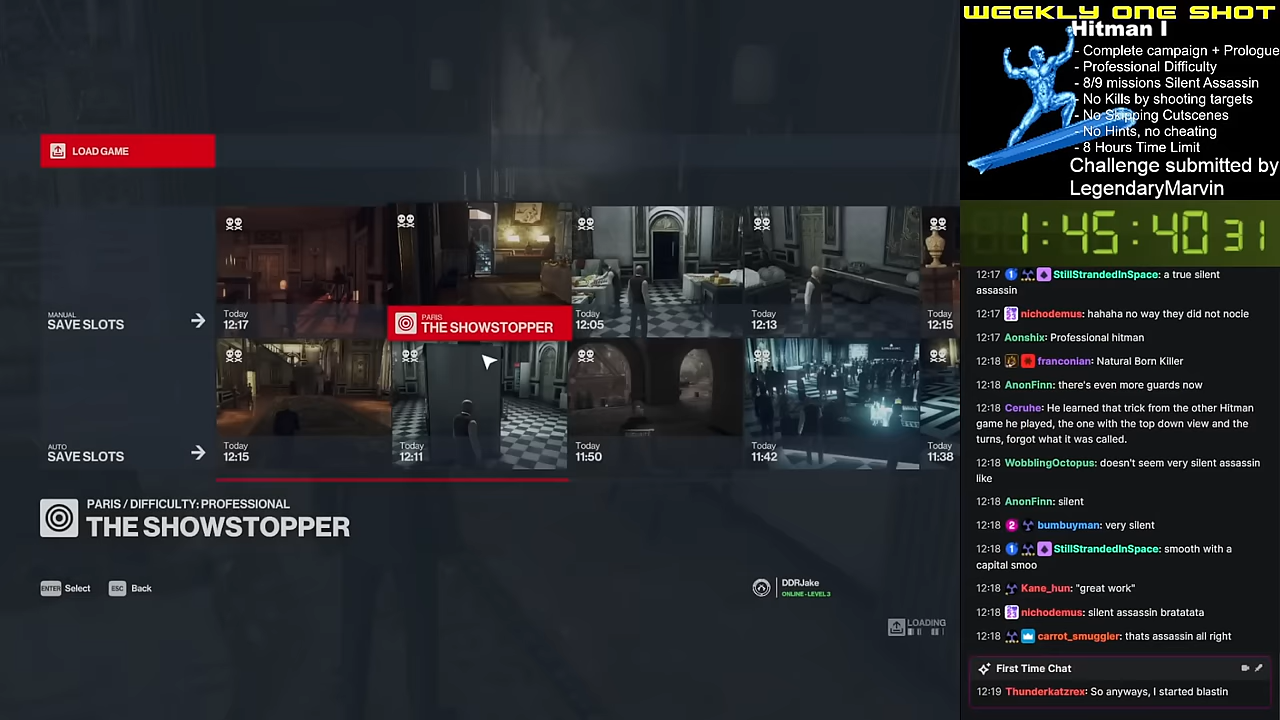 LOAD GAME
MANUAL
SAVE SLOTS
Today
12:17
PARIS
THE SHOWSTOPPER
Today
12:05
Today
12:13
Today
12:15
AUTO
SAVE SLOTS
Today
12:15
Today
12:11
Today
11:50
Today
11:42
Today
11:38
PARIS / DIFFICULTY: PROFESSIONAL
THE SHOWSTOPPER
ENTER Select
ESC Back
DDRJake
ONLINE - LEVEL 3
LOADING
WEEKLY ONE SHOT
Hitman I
- Complete campaign + Prologue
- Professional Difficulty
- 8/9 missions Silent Assassin
- No Kills by shooting targets
- No Skipping Cutscenes
- No Hints, no cheating
- 8 Hours Time Limit
Challenge submitted by
LegendaryMarvin
1:45:40 31
12:17 StillStrandedInSpace: a true silent
assassin
12:17 nichodemus: hahaha no way they did not nocie
12:17 Aonshix: Professional hitman
12:18 franconian: Natural Born Killer
12:18 AnonFinn: there's even more guards now
12:18 Ceruhe: He learned that trick from the other Hitman
game he played, the one with the top down view and the
turns, forgot what it was called.
12:18 WobblingOctopus: doesn't seem very silent assassin
like
12:18 AnonFinn: silent
12:18 2 bumbuyman: very silent
12:18 StillStrandedInSpace: smooth with a
capital smoo
12:18 Kane_hun: "great work"
12:18 nichodemus: silent assassin bratatata
12:18 carrot_smuggler: thats assassin all right
First Time Chat
12:19 Thunderkatzrex: So anyways, I started blastin